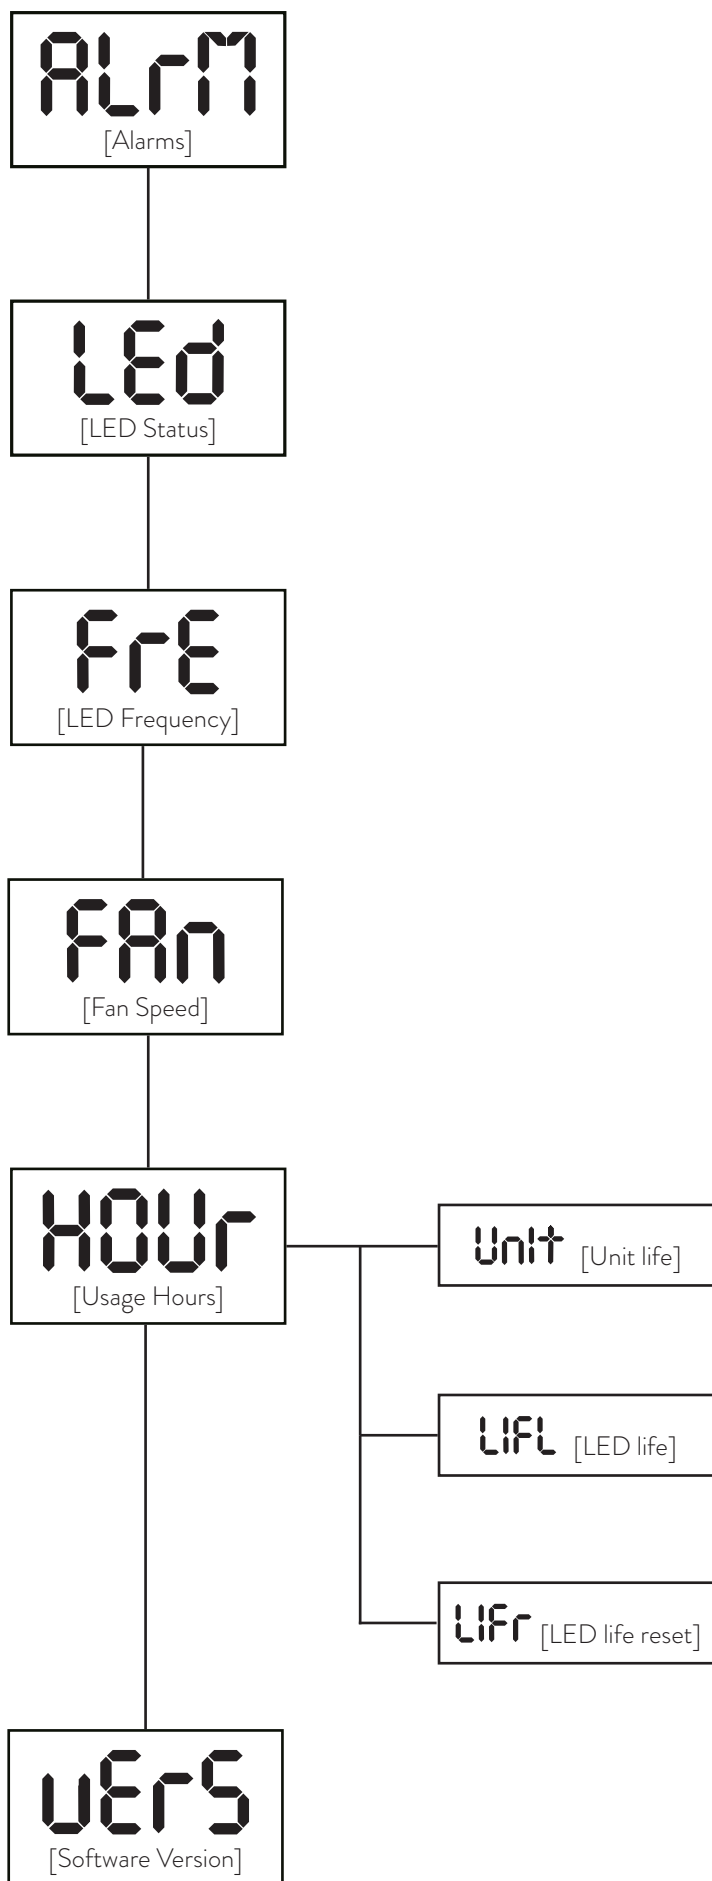 ALrM
[Alarms]
LEd
[LED Status]
FrE
[LED Frequency]
FAn
[Fan Speed]
HOUr
[Usage Hours]
UnIt [Unit life]
LIFL [LED life]
LIFr [LED life reset]
vErS
[Software Version]